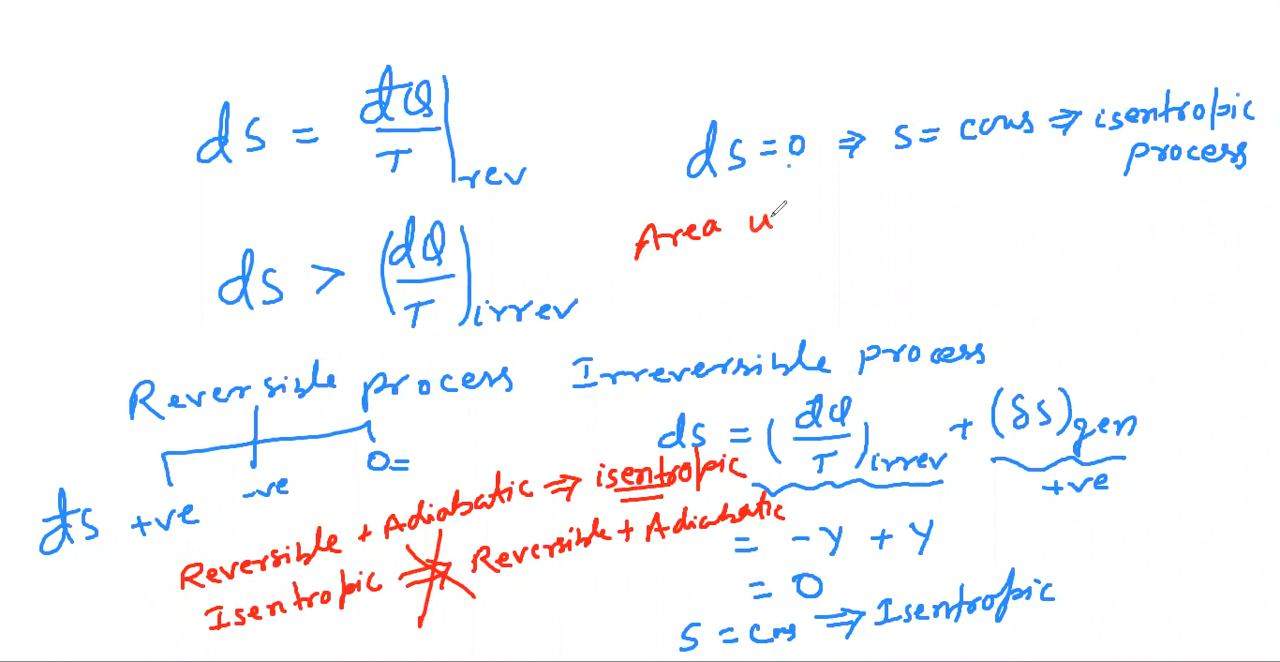 ds = đQ/T |rev
ds = 0 ⇒ s = cons ⇒ isentropic process
Area u
ds > (dQ/T)irrev
Reversible process
Irreversible process
ds +ve -ve 0=
ds = (dQ/T)irrev + (δs)gen
+ve
= -y + y
= 0
s = cons ⇒ Isentropic
Reversible + Adiabatic ⇒ isentropic
Isentropic ⇏ Reversible + Adiabatic